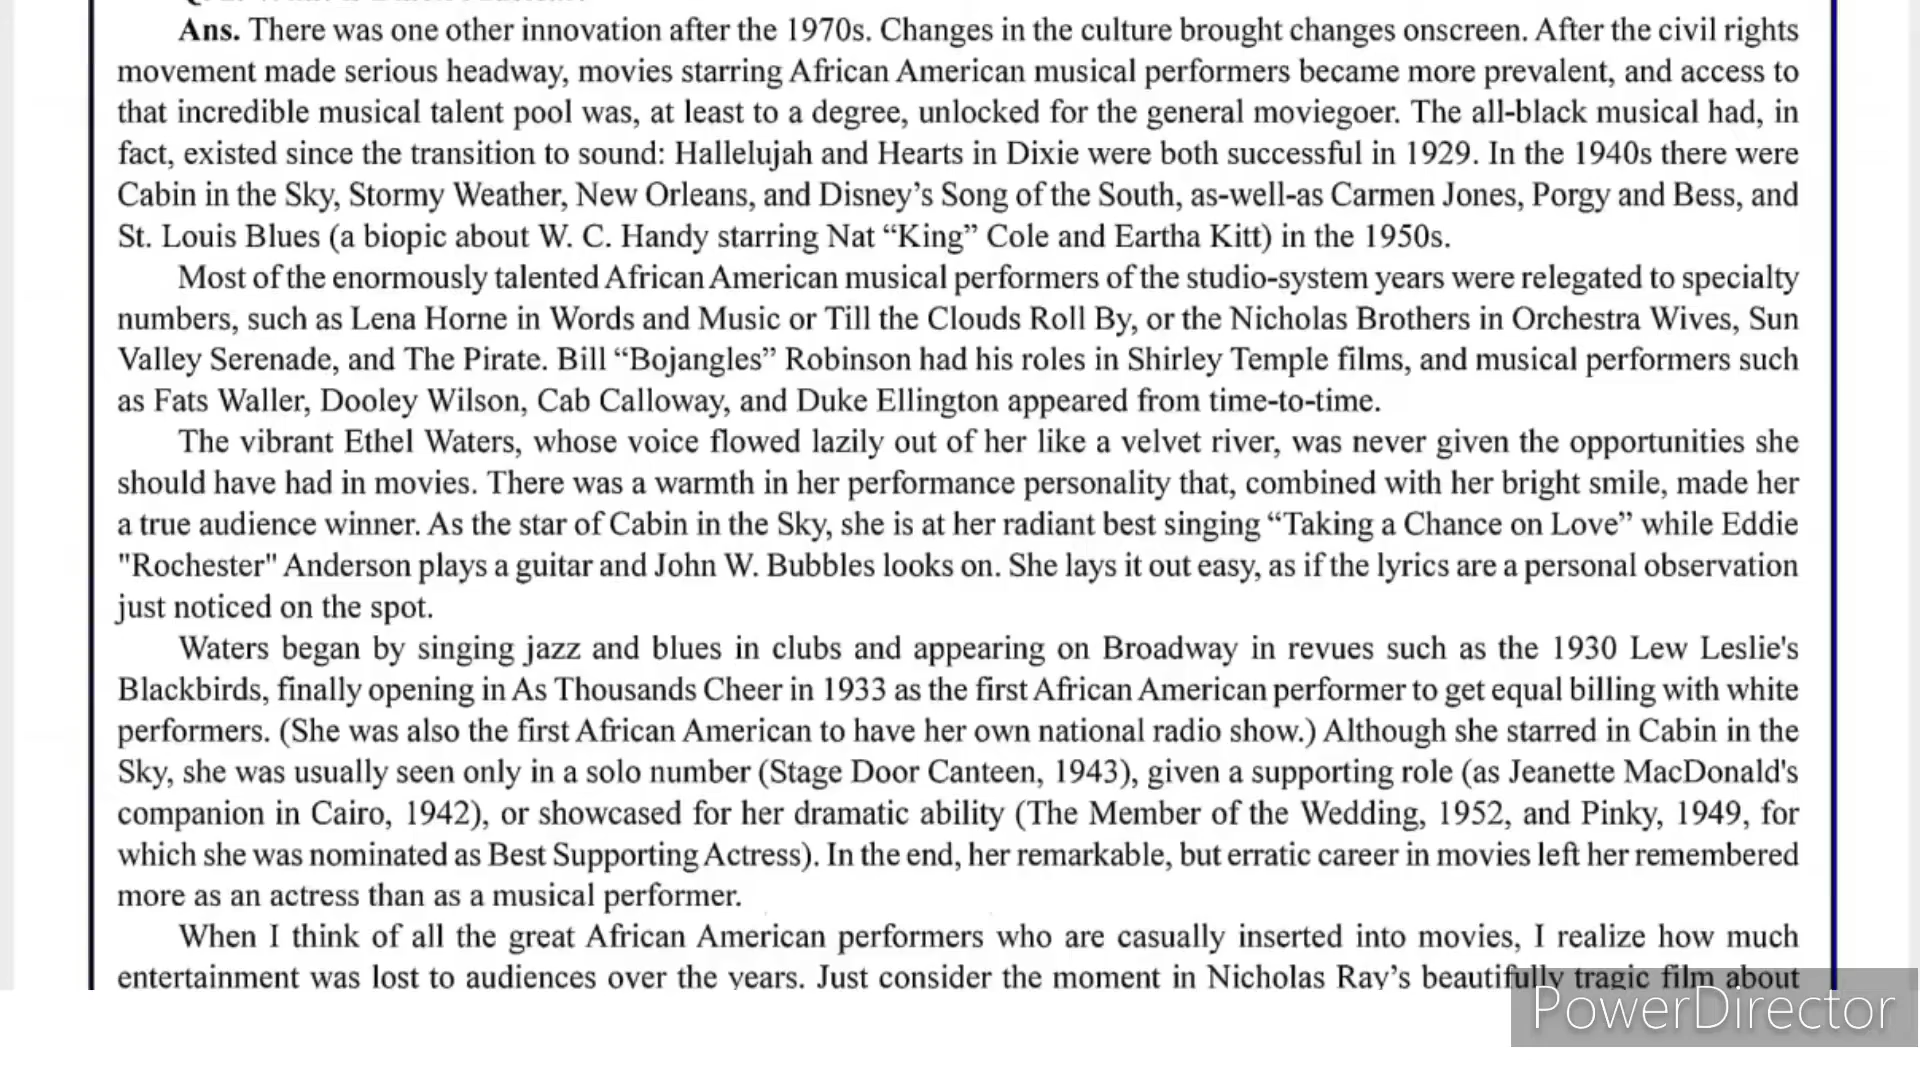 Ans. There was one other innovation after the 1970s. Changes in the culture brought changes onscreen. After the civil rights
movement made serious headway, movies starring African American musical performers became more prevalent, and access to
that incredible musical talent pool was, at least to a degree, unlocked for the general moviegoer. The all-black musical had, in
fact, existed since the transition to sound: Hallelujah and Hearts in Dixie were both successful in 1929. In the 1940s there were
Cabin in the Sky, Stormy Weather, New Orleans, and Disney’s Song of the South, as-well-as Carmen Jones, Porgy and Bess, and
St. Louis Blues (a biopic about W. C. Handy starring Nat “King” Cole and Eartha Kitt) in the 1950s.
Most of the enormously talented African American musical performers of the studio-system years were relegated to specialty
numbers, such as Lena Horne in Words and Music or Till the Clouds Roll By, or the Nicholas Brothers in Orchestra Wives, Sun
Valley Serenade, and The Pirate. Bill “Bojangles” Robinson had his roles in Shirley Temple films, and musical performers such
as Fats Waller, Dooley Wilson, Cab Calloway, and Duke Ellington appeared from time-to-time.
The vibrant Ethel Waters, whose voice flowed lazily out of her like a velvet river, was never given the opportunities she
should have had in movies. There was a warmth in her performance personality that, combined with her bright smile, made her
a true audience winner. As the star of Cabin in the Sky, she is at her radiant best singing “Taking a Chance on Love” while Eddie
"Rochester" Anderson plays a guitar and John W. Bubbles looks on. She lays it out easy, as if the lyrics are a personal observation
just noticed on the spot.
Waters began by singing jazz and blues in clubs and appearing on Broadway in revues such as the 1930 Lew Leslie's
Blackbirds, finally opening in As Thousands Cheer in 1933 as the first African American performer to get equal billing with white
performers. (She was also the first African American to have her own national radio show.) Although she starred in Cabin in the
Sky, she was usually seen only in a solo number (Stage Door Canteen, 1943), given a supporting role (as Jeanette MacDonald's
companion in Cairo, 1942), or showcased for her dramatic ability (The Member of the Wedding, 1952, and Pinky, 1949, for
which she was nominated as Best Supporting Actress). In the end, her remarkable, but erratic career in movies left her remembered
more as an actress than as a musical performer.
When I think of all the great African American performers who are casually inserted into movies, I realize how much
entertainment was lost to audiences over the years. Just consider the moment in Nicholas Ray’s beautifully tragic film about
PowerDirector